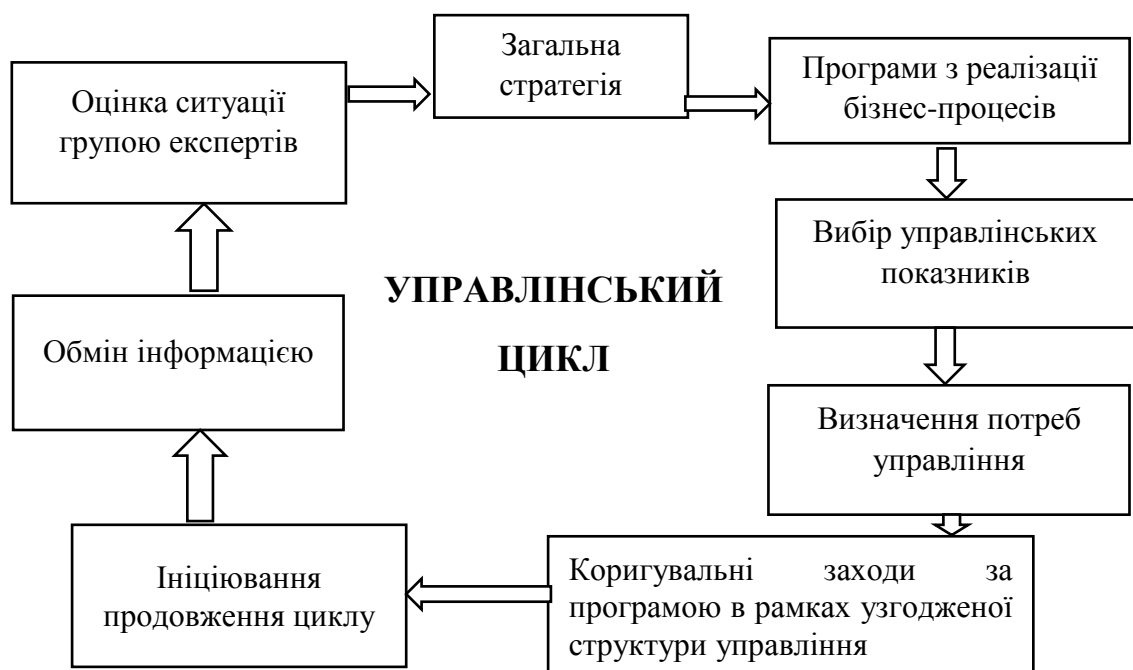 Загальна
стратегія
Програми з реалізації
бізнес-процесів
Оцінка ситуації
групою експертів
Вибір управлінських
показників
УПРАВЛІНСЬКИЙ
ЦИКЛ
Обмін інформацією
Визначення потреб
управління
Ініціювання
продовження циклу
Коригувальні заходи за
програмою в рамках узгодженої
структури управління